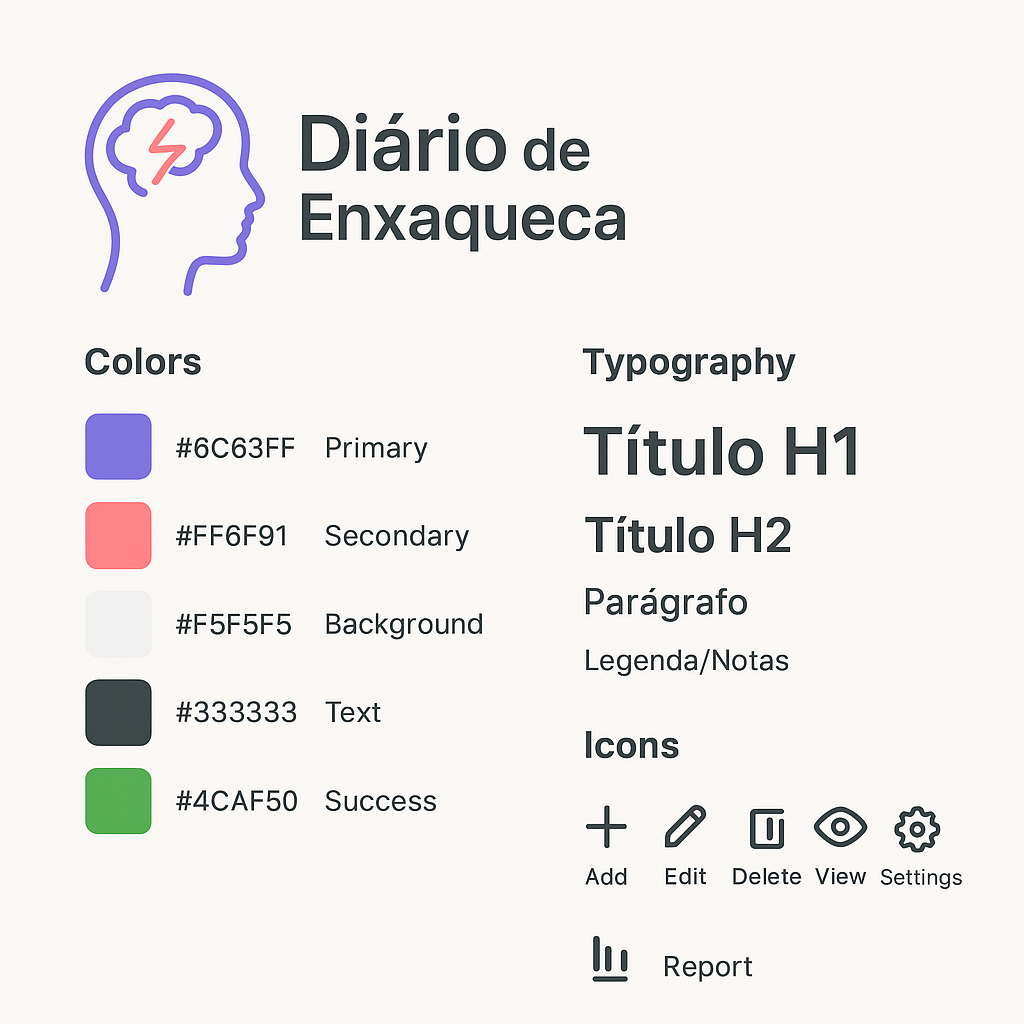 Diário de
Enxaqueca
Colors
#6C63FF Primary
#FF6F91 Secondary
#F5F5F5 Background
#333333 Text
#4CAF50 Success
Typography
Título H1
Título H2
Parágrafo
Legenda/Notas
Icons
Add Edit Delete View Settings
Report